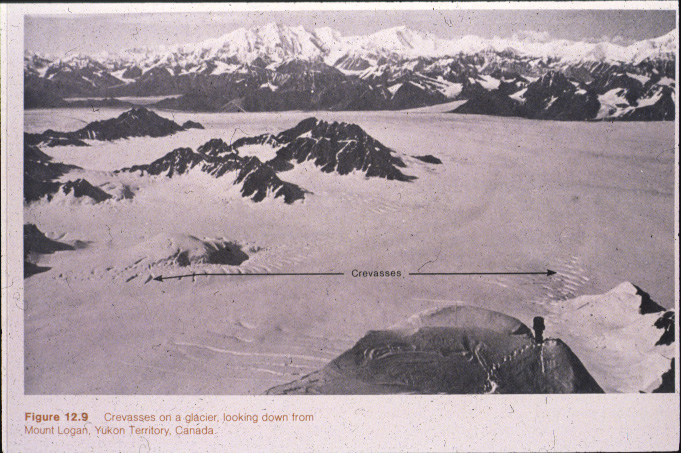 Crevasses
Figure 12.9 Crevasses on a glacier, looking down from
Mount Logan, Yukon Territory, Canada.